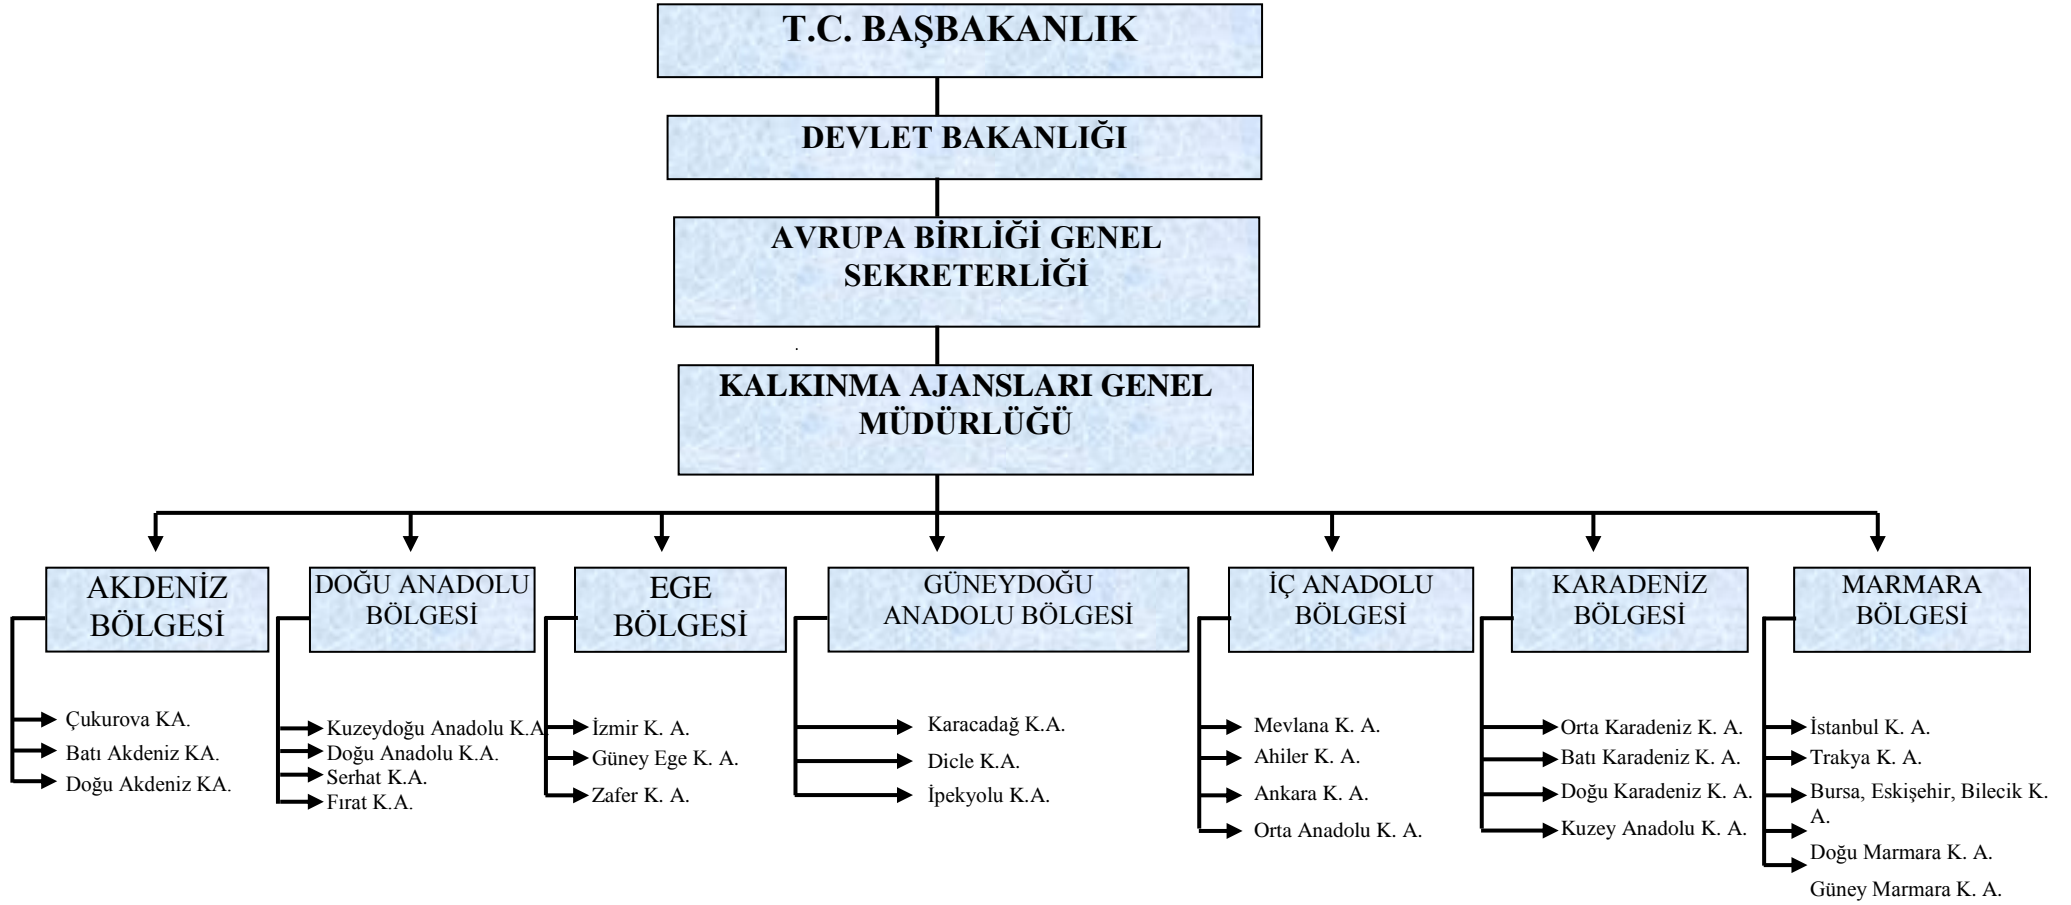 T.C. BAŞBAKANLIK
DEVLET BAKANLIĞI
AVRUPA BİRLİĞİ GENEL
SEKRETERLİĞİ
.
KALKINMA AJANSLARI GENEL
MÜDÜRLÜĞÜ
AKDENİZ
BÖLGESİ
Çukurova KA.
Batı Akdeniz KA.
Doğu Akdeniz KA.
DOĞU ANADOLU
BÖLGESİ
Kuzeydoğu Anadolu K.A.
Doğu Anadolu K.A.
Serhat K.A.
Fırat K.A.
EGE
BÖLGESİ
İzmir K. A.
Güney Ege K. A.
Zafer K. A.
GÜNEYDOĞU
ANADOLU BÖLGESİ
Karacadağ K.A.
Dicle K.A.
İpekyolu K.A.
İÇ ANADOLU
BÖLGESİ
Mevlana K. A.
Ahiler K. A.
Ankara K. A.
Orta Anadolu K. A.
KARADENİZ
BÖLGESİ
Orta Karadeniz K. A.
Batı Karadeniz K. A.
Doğu Karadeniz K. A.
Kuzey Anadolu K. A.
MARMARA
BÖLGESİ
İstanbul K. A.
Trakya K. A.
Bursa, Eskişehir, Bilecik K.
A.
Doğu Marmara K. A.
Güney Marmara K. A.